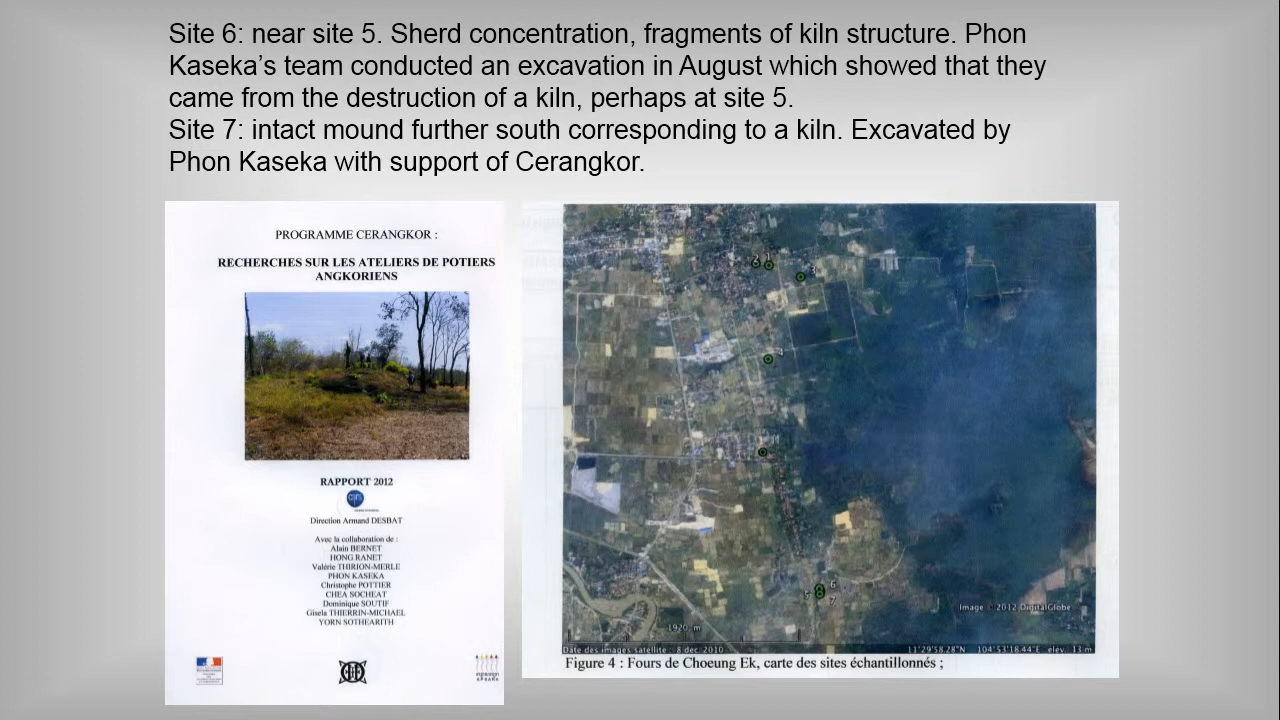 Site 6: near site 5. Sherd concentration, fragments of kiln structure. Phon
Kaseka’s team conducted an excavation in August which showed that they
came from the destruction of a kiln, perhaps at site 5.
Site 7: intact mound further south corresponding to a kiln. Excavated by
Phon Kaseka with support of Cerangkor.
PROGRAMME CERANGKOR :
RECHERCHES SUR LES ATELIERS DE POTIERS
ANGKORIENS
RAPPORT 2012
Direction Armand DESBAT
Avec la collaboration de :
Alain BERNET
HONG RANET
Valérie THIRION-MERLE
PHON KASEKA
Christophe POTTIER
CHEA SOCHEAT
Dominique SOUTIF
Gisela THIERRIN-MICHAEL
YORN SOTHEARITH
5
6
7
Image © 2012 DigitalGlobe
1920 m
Date des images satellite : 8 dec. 2010
11°29'58.28"N 104°53'18.44"E elev. 13 m
Figure 4 : Fours de Choeung Ek, carte des sites échantillonnés ;